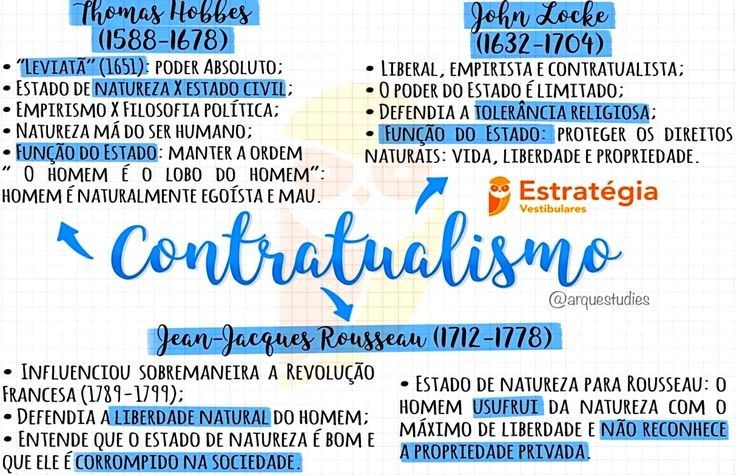 Thomas Hobbes
(1588-1678)
• "LEVIATÃ" (1651): PODER ABSOLUTO;
• ESTADO DE NATUREZA X ESTADO CIVIL;
• EMPIRISMO X FILOSOFIA POLÍTICA;
• NATUREZA MÁ DO SER HUMANO;
• FUNÇÃO DO ESTADO: MANTER A ORDEM
" O HOMEM É O LOBO DO HOMEM":
HOMEM É NATURALMENTE EGOÍSTA E MAU.
John Locke
(1632-1704)
• LIBERAL, EMPIRISTA E CONTRATUALISTA;
• O PODER DO ESTADO É LIMITADO;
• DEFENDIA A TOLERÂNCIA RELIGIOSA;
• FUNÇÃO DO ESTADO: PROTEGER OS DIREITOS
NATURAIS: VIDA, LIBERDADE E PROPRIEDADE.
Estratégia
Vestibulares
Contratualismo
@arquestudies
Jean-Jacques Rousseau (1712-1778)
• INFLUENCIOU SOBREMANEIRA A REVOLUÇÃO
FRANCESA (1789-1799);
• DEFENDIA A LIBERDADE NATURAL DO HOMEM;
• ENTENDE QUE O ESTADO DE NATUREZA É BOM E
QUE ELE É CORROMPIDO NA SOCIEDADE.
• ESTADO DE NATUREZA PARA ROUSSEAU: O
HOMEM USUFRUI DA NATUREZA COM O
MÁXIMO DE LIBERDADE E NÃO RECONHECE
A PROPRIEDADE PRIVADA.